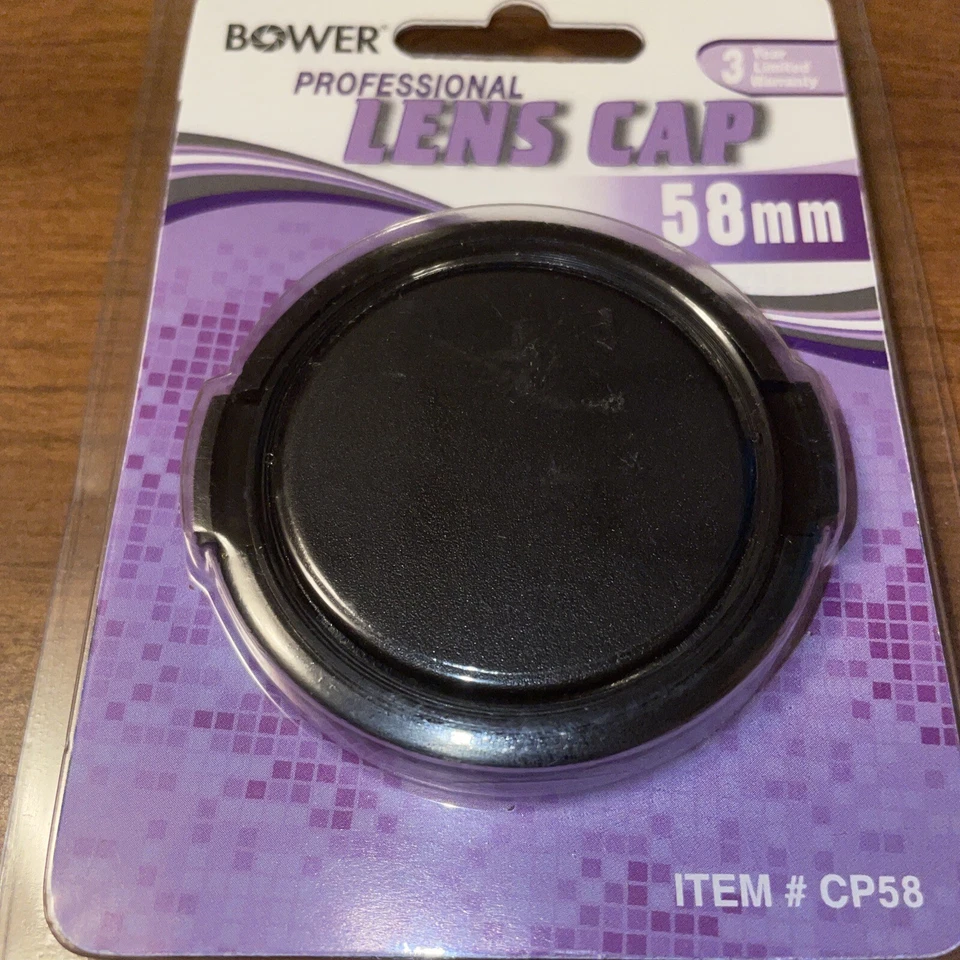 BOWER
3 Year
Limited
Warranty
PROFESSIONAL
LENS CAP
58mm
ITEM # CP58